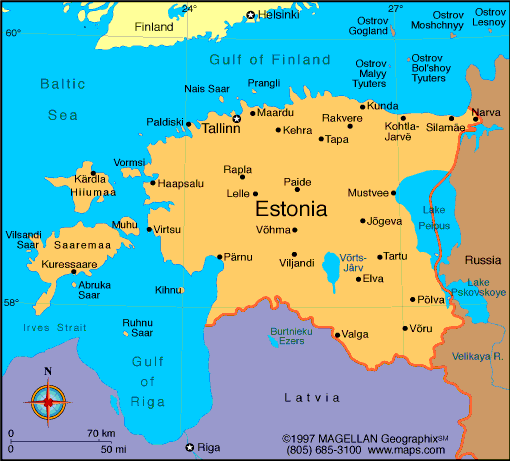 24°
27°
60°
Finland
Helsinki
Ostrov
Gogland
Ostrov
Moshchnyy
Ostrov
Lesnoy
Gulf of Finland
Ostrov
Malyy
Tyuters
Ostrov
Bol'shoy
Tyuters
Baltic
Sea
Nais Saar
Prangli
Paldiski
Tallinn
Maardu
Kehra
Rakvere
Tapa
Kunda
Kohtla-
Jarvë
Silamäe
Narva
Vormsi
Kärdla
Hiiumaa
Haapsalu
Rapla
Lelle
Paide
Mustvee
Estonia
Muhu
Virtsu
Vilsandi
Saar
Saaremaa
Kuressaare
Abruka
Saar
Võhma
Jõgeva
Lake
Peipus
Pärnu
Viljandi
Võrts-
Järv
Tartu
Elva
Russia
Lake
Pskovskoye
Kihnu
Põlva
58°
Irves Strait
Ruhnu
Saar
Burtnieku
Ezers
Valga
Võru
Velikaya R.
Gulf
of
Riga
Latvia
N
0 70 km
0 50 mi
Riga
©1997 MAGELLAN Geographix℠
(805) 685-3100 www.maps.com